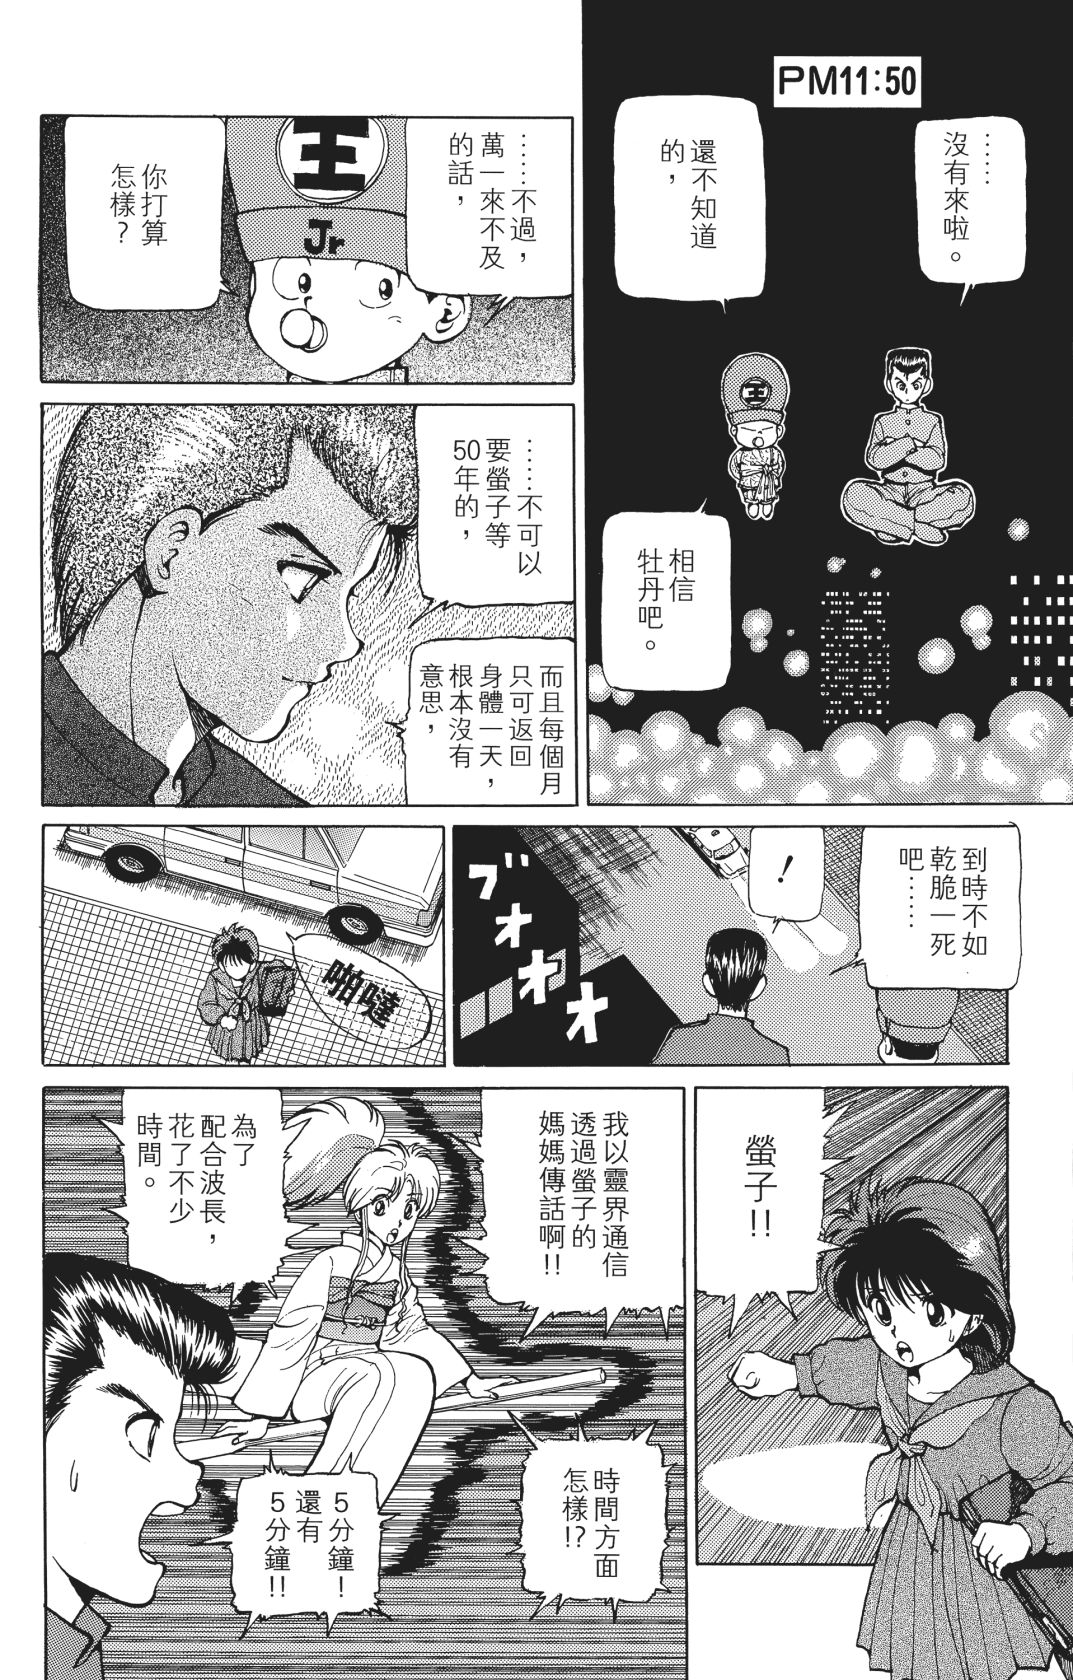 PM11:50
……
沒有來啦。
還不知道
的，
相信
牡丹吧。
……不過，
萬一來不及
的話，
王
Jr
你打算
怎樣？
王
……不可以
要螢子等
50年的，
而且每個月
只可返回
身體一天，
根本沒有
意思，
到時不如
乾脆一死
吧……
！
ブオオオ
啪噠
螢子!!
我以靈界通信
透過螢子的
媽媽傳話啊!!
為了
配合波長，
花了不少
時間。
時間方面
怎樣!?
5分鐘！
還有
5分鐘!!